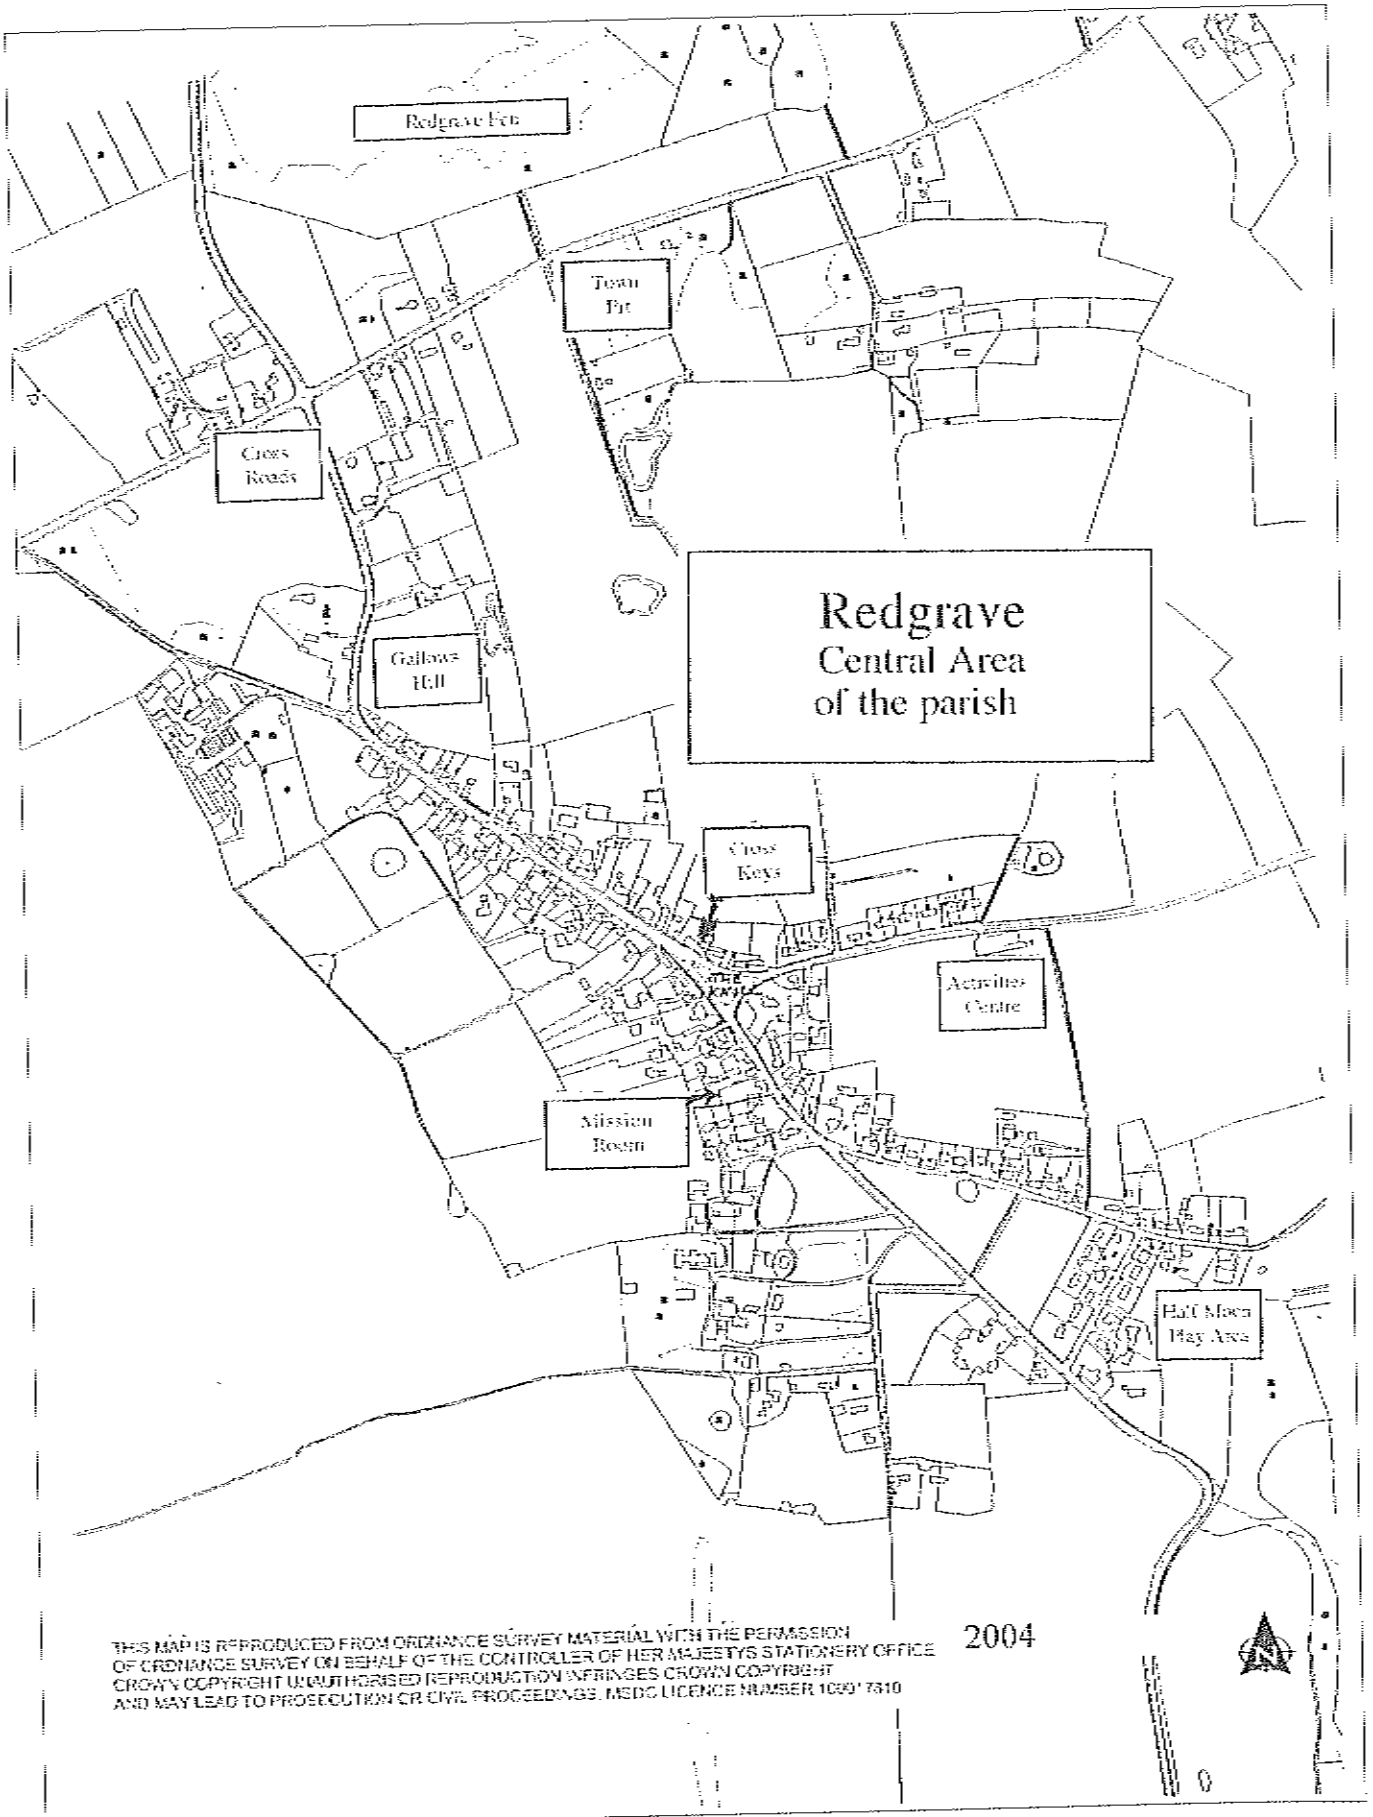 Redgrave Fen
Town
Pit
Cross
Roads
Redgrave
Central Area
of the parish
Gallows
Hill
Cross
Keys
THE
Activities
Centre
Mission
Room
Half Moon
Play Area
2004
THIS MAP IS REPRODUCED FROM ORDNANCE SURVEY MATERIAL WITH THE PERMISSION
OF ORDNANCE SURVEY ON BEHALF OF THE CONTROLLER OF HER MAJESTYS STATIONERY OFFICE
CROWN COPYRIGHT UNAUTHORISED REPRODUCTION INFRINGES CROWN COPYRIGHT
AND MAY LEAD TO PROSECUTION OR CIVIL PROCEEDINGS. MSDC LICENCE NUMBER
N